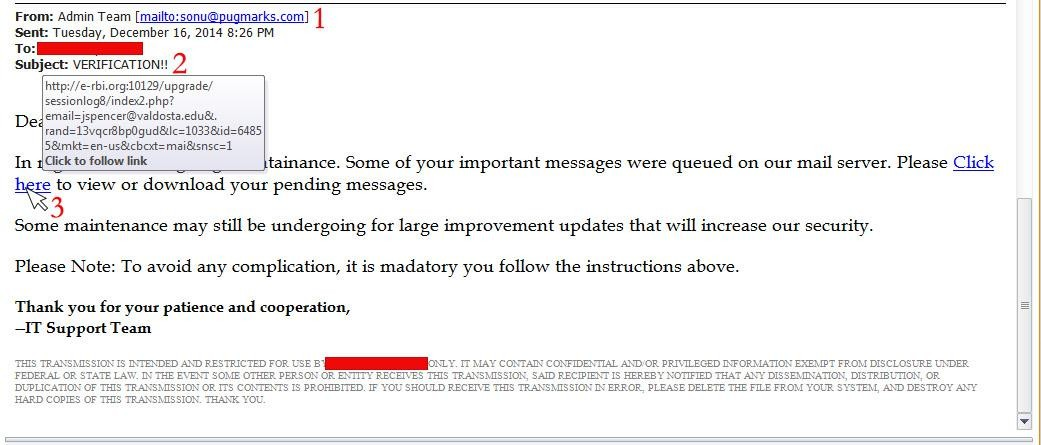 From: Admin Team [mailto:sonu@pugmarks.com] 1
Sent: Tuesday, December 16, 2014 8:26 PM
To:
Subject: VERIFICATION!! 2
http://e-rbi.org:10129/upgrade/
sessionlog8/index2.php?
email=jspencer@valdosta.edu&.
rand=13vqcr8bp0gud&lc=1033&id=6485
5&mkt=en-us&cbcxt=mai&snsc=1
Click to follow link
Dea
In tainance. Some of your important messages were queued on our mail server. Please Click
here to view or download your pending messages.
3
Some maintenance may still be undergoing for large improvement updates that will increase our security.
Please Note: To avoid any complication, it is madatory you follow the instructions above.
Thank you for your patience and cooperation,
–IT Support Team
THIS TRANSMISSION IS INTENDED AND RESTRICTED FOR USE BY ONLY. IT MAY CONTAIN CONFIDENTIAL AND/OR PRIVILEGED INFORMATION EXEMPT FROM DISCLOSURE UNDER
FEDERAL OR STATE LAW. IN THE EVENT SOME OTHER PERSON OR ENTITY RECEIVES THIS TRANSMISSION, SAID RECIPIENT IS HEREBY NOTIFIED THAT ANY DISSEMINATION, DISTRIBUTION, OR
DUPLICATION OF THIS TRANSMISSION OR ITS CONTENTS IS PROHIBITED. IF YOU SHOULD RECEIVE THIS TRANSMISSION IN ERROR, PLEASE DELETE THE FILE FROM YOUR SYSTEM, AND DESTROY ANY
HARD COPIES OF THIS TRANSMISSION. THANK YOU.